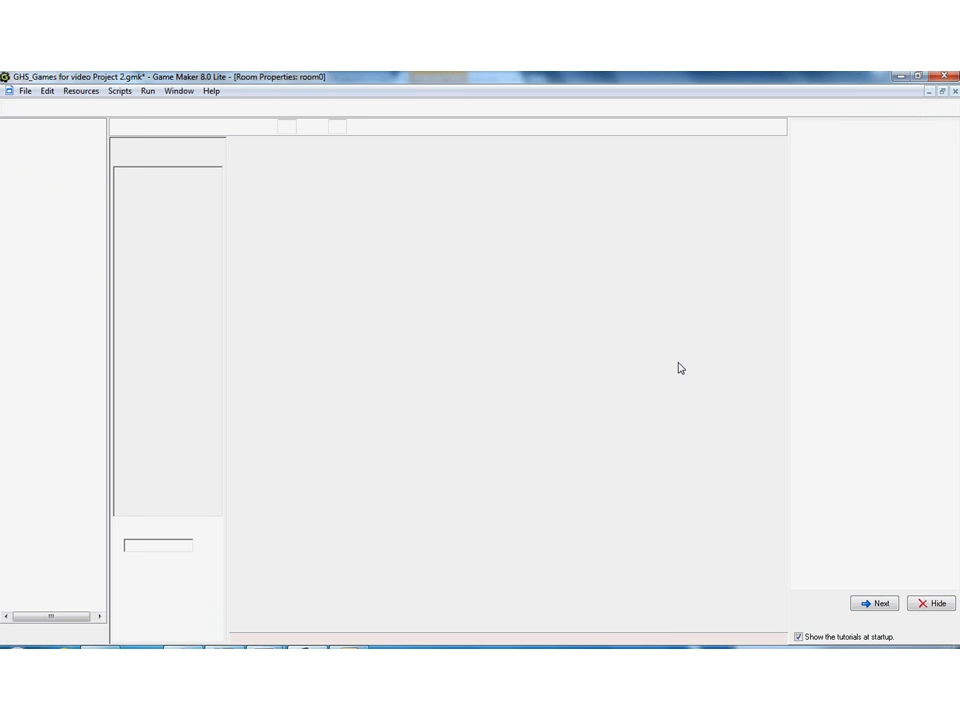 GHS_Games for video Project 2.gmk* - Game Maker 8.0 Lite - [Room Properties: room0]
File Edit Resources Scripts Run Window Help
Next Hide
Show the tutorials at startup.